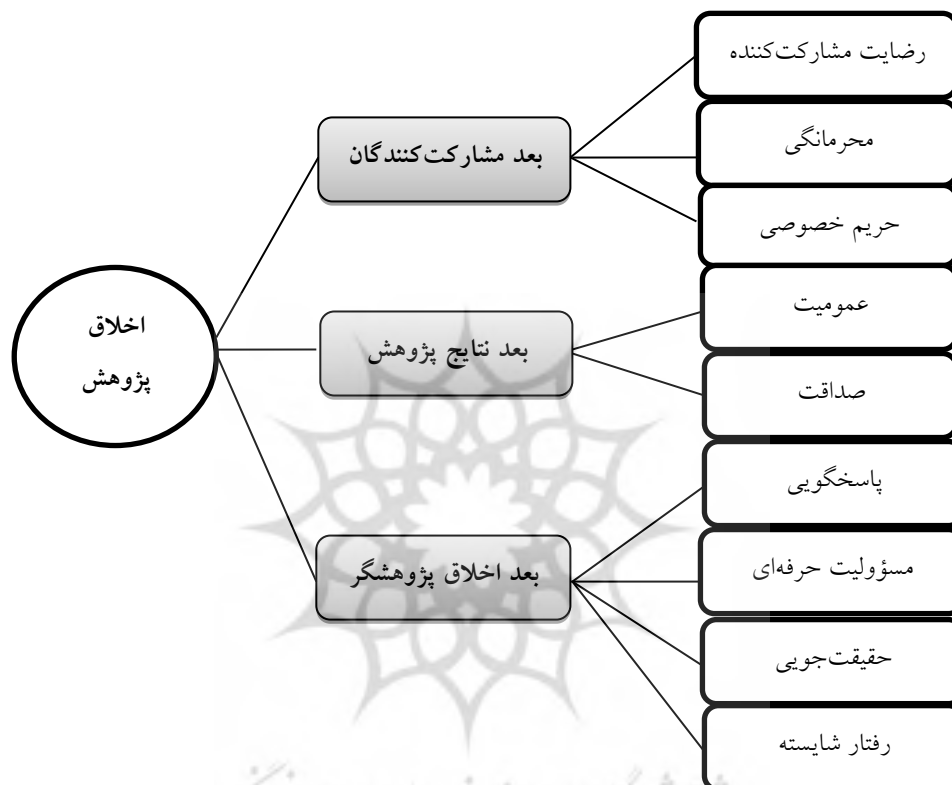 اخلاق
پژوهش
بعد مشارکت‌کنندگان
رضایت مشارکت‌کننده
محرمانگی
حریم خصوصی
بعد نتایج پژوهش
عمومیت
صداقت
بعد اخلاق پژوهشگر
پاسخگویی
مسؤولیت حرفه‌ای
حقیقت‌جویی
رفتار شایسته